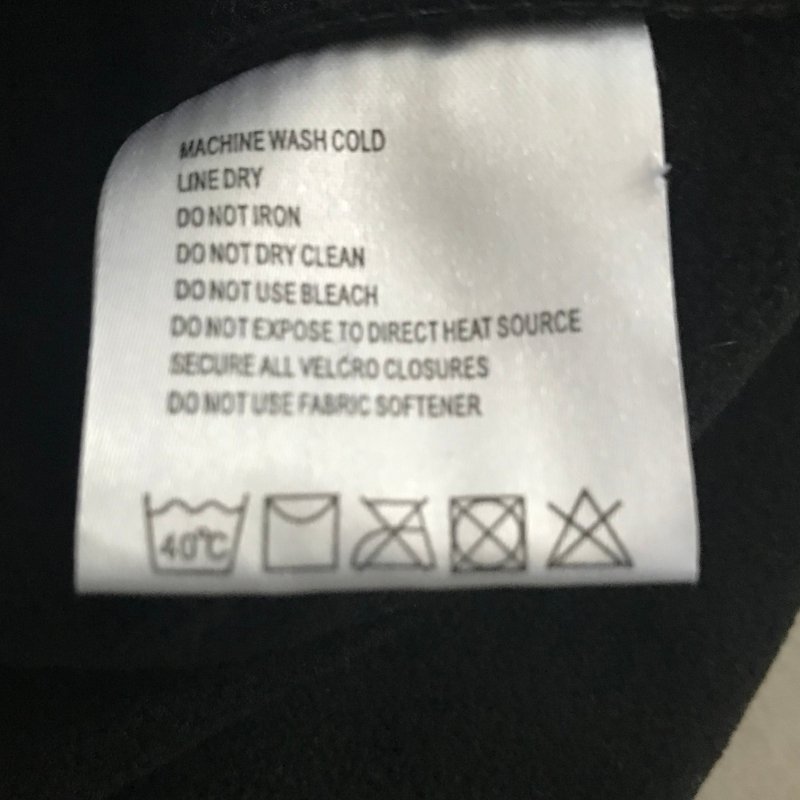 MACHINE WASH COLD
LINE DRY
DO NOT IRON
DO NOT DRY CLEAN
DO NOT USE BLEACH
DO NOT EXPOSE TO DIRECT HEAT SOURCE
SECURE ALL VELCRO CLOSURES
DO NOT USE FABRIC SOFTENER
40°C